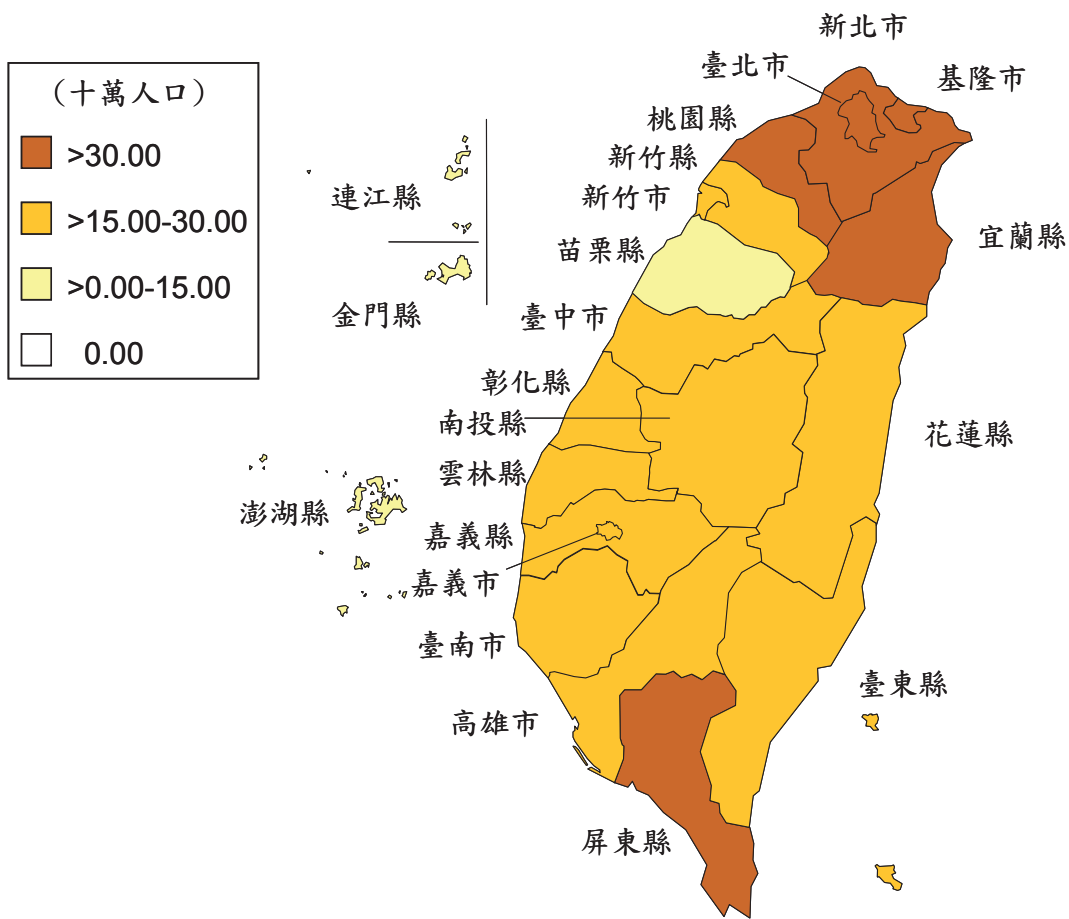 （十萬人口）
>30.00
>15.00-30.00
>0.00-15.00
0.00
新北市
臺北市
基隆市
桃園縣
新竹縣
新竹市
連江縣
宜蘭縣
苗栗縣
金門縣
臺中市
彰化縣
南投縣
花蓮縣
雲林縣
澎湖縣
嘉義縣
嘉義市
臺南市
臺東縣
高雄市
屏東縣